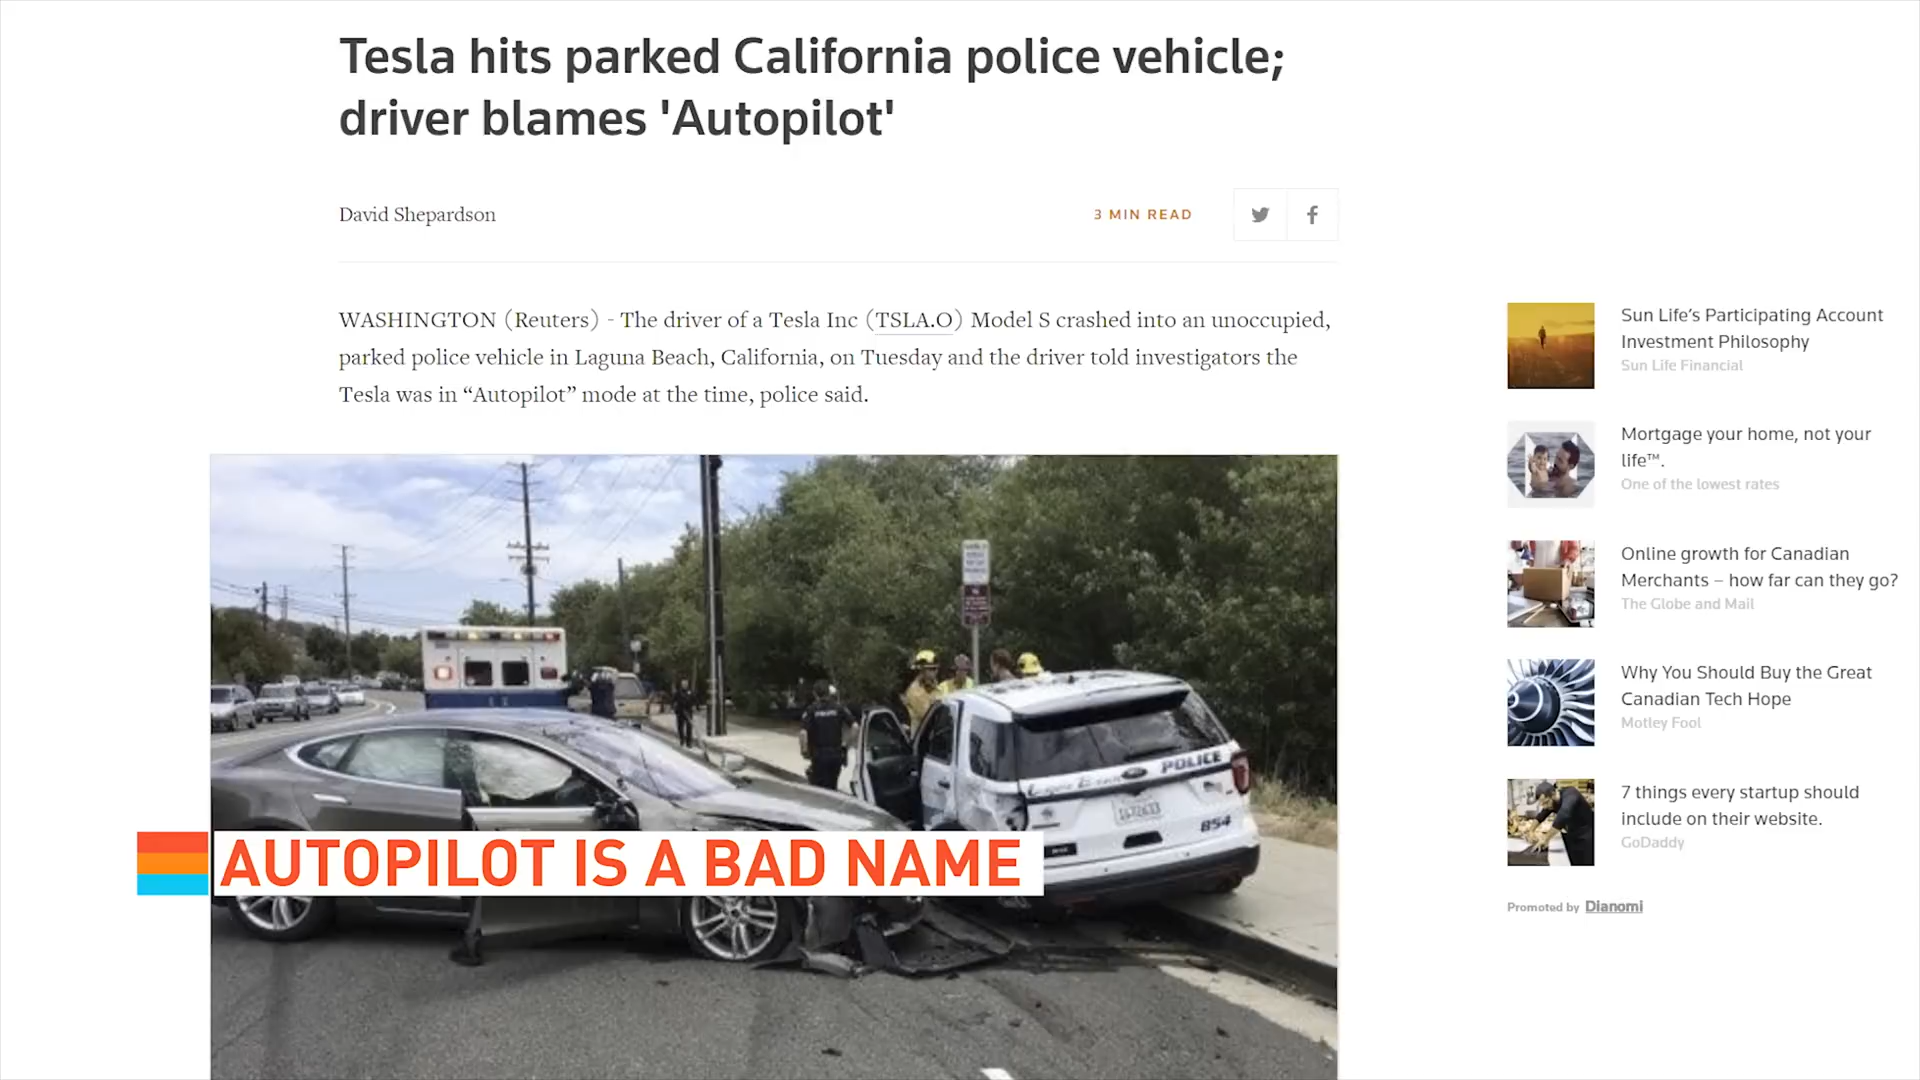 Tesla hits parked California police vehicle;
driver blames 'Autopilot'
David Shepardson
3 MIN READ
WASHINGTON (Reuters) - The driver of a Tesla Inc (TSLA.O) Model S crashed into an unoccupied,
parked police vehicle in Laguna Beach, California, on Tuesday and the driver told investigators the
Tesla was in “Autopilot” mode at the time, police said.
POLICE
854
AUTOPILOT IS A BAD NAME
Sun Life's Participating Account
Investment Philosophy
Sun Life Financial
Mortgage your home, not your
life™.
One of the lowest rates
Online growth for Canadian
Merchants – how far can they go?
The Globe and Mail
Why You Should Buy the Great
Canadian Tech Hope
Motley Fool
7 things every startup should
include on their website.
GoDaddy
Promoted by Dianomi